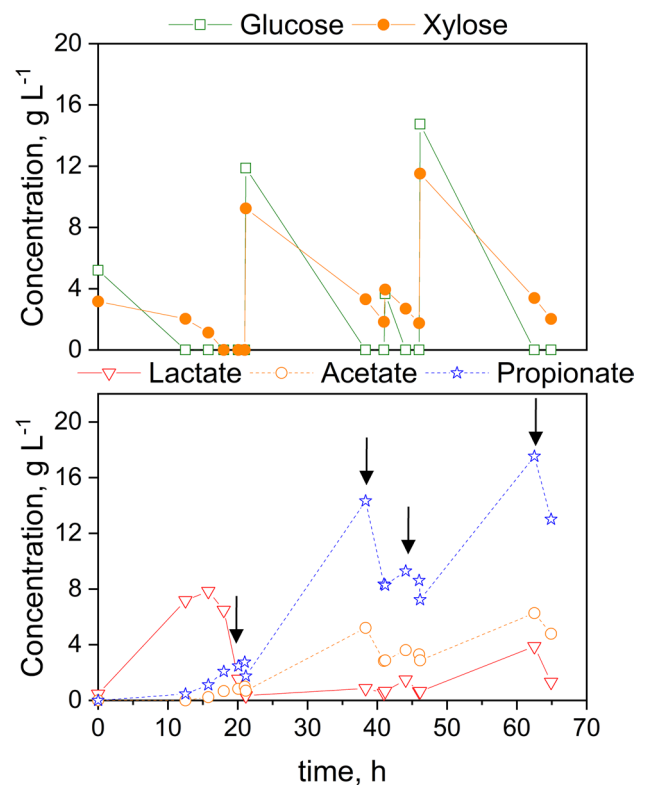 Glucose Xylose
20
16
12
8
4
0
Concentration, g L⁻¹
Lactate Acetate Propionate
20
16
12
8
4
0
Concentration, g L⁻¹
0 10 20 30 40 50 60 70
time, h